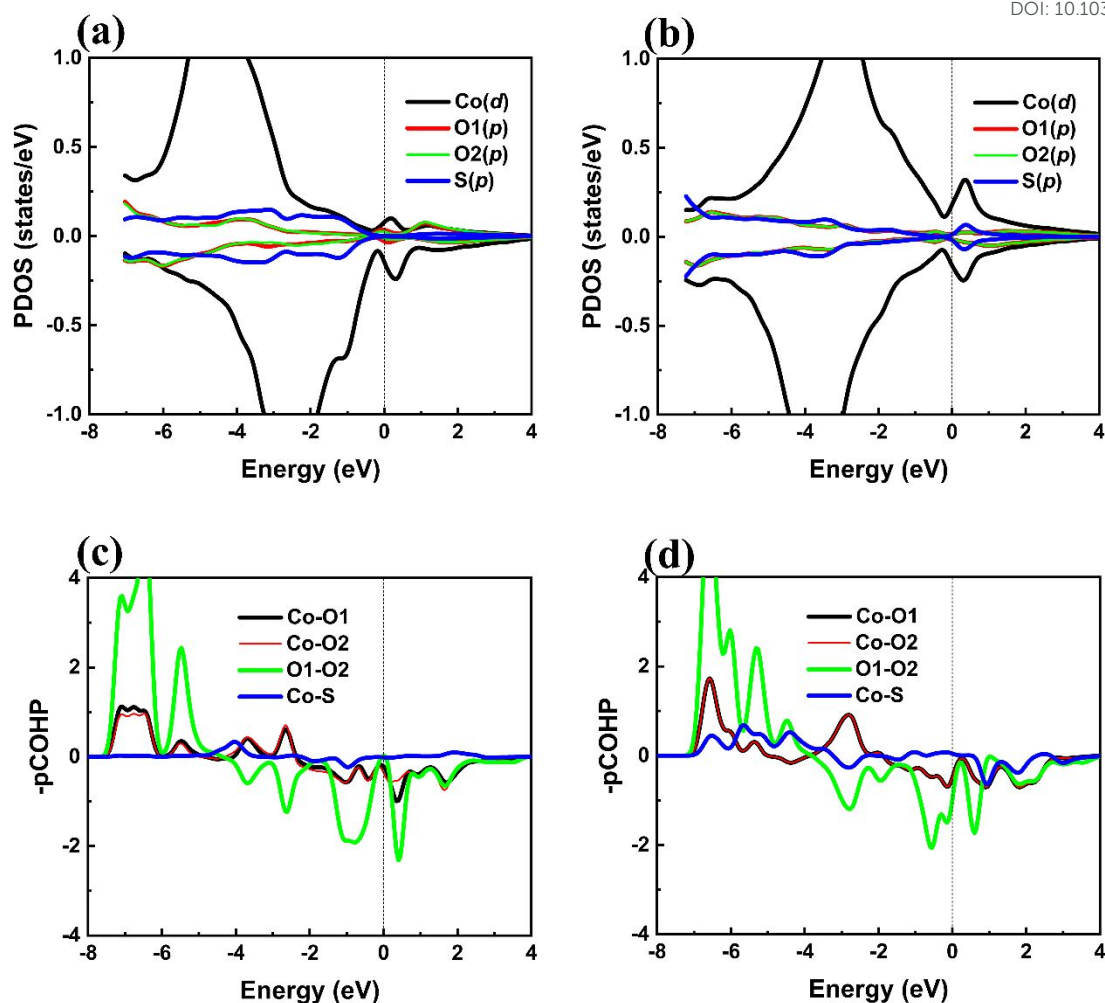 DOI: 10.103
(a)
1.0
0.5
0.0
-0.5
-1.0
PDOS (states/eV)
Co(d)
O1(p)
O2(p)
S(p)
-8 -6 -4 -2 0 2 4
Energy (eV)
(b)
1.0
0.5
0.0
-0.5
-1.0
PDOS (states/eV)
Co(d)
O1(p)
O2(p)
S(p)
-8 -6 -4 -2 0 2 4
Energy (eV)
(c)
4
2
0
-2
-4
-pCOHP
Co-O1
Co-O2
O1-O2
Co-S
-8 -6 -4 -2 0 2 4
Energy (eV)
(d)
4
2
0
-2
-4
-pCOHP
Co-O1
Co-O2
O1-O2
Co-S
-8 -6 -4 -2 0 2 4
Energy (eV)